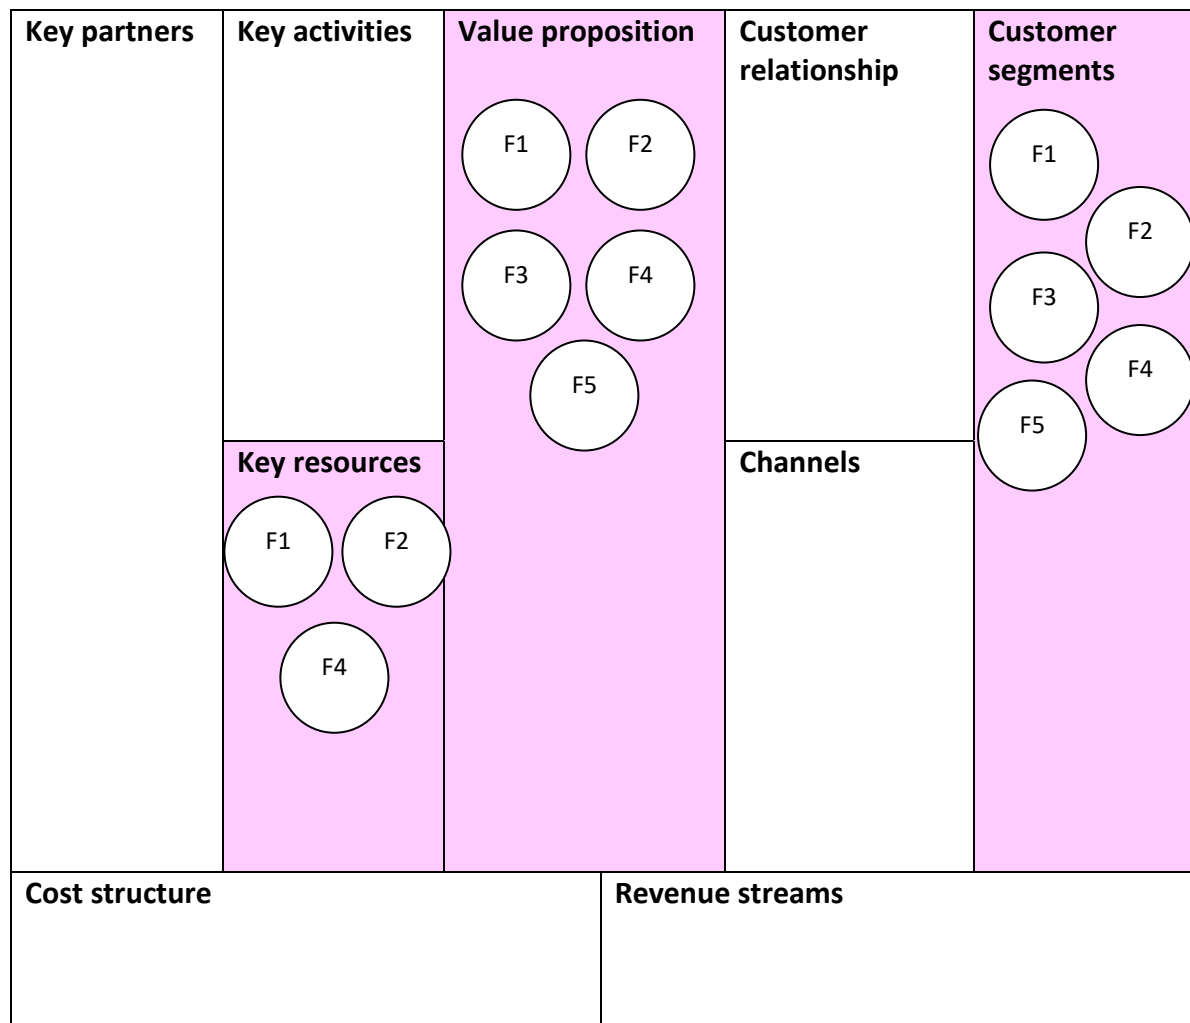 Key partners
Key activities
Value proposition
F1
F2
F3
F4
F5
Customer
relationship
Customer
segments
F1
F2
F3
F4
F5
Key resources
F1
F2
F4
Channels
Cost structure
Revenue streams